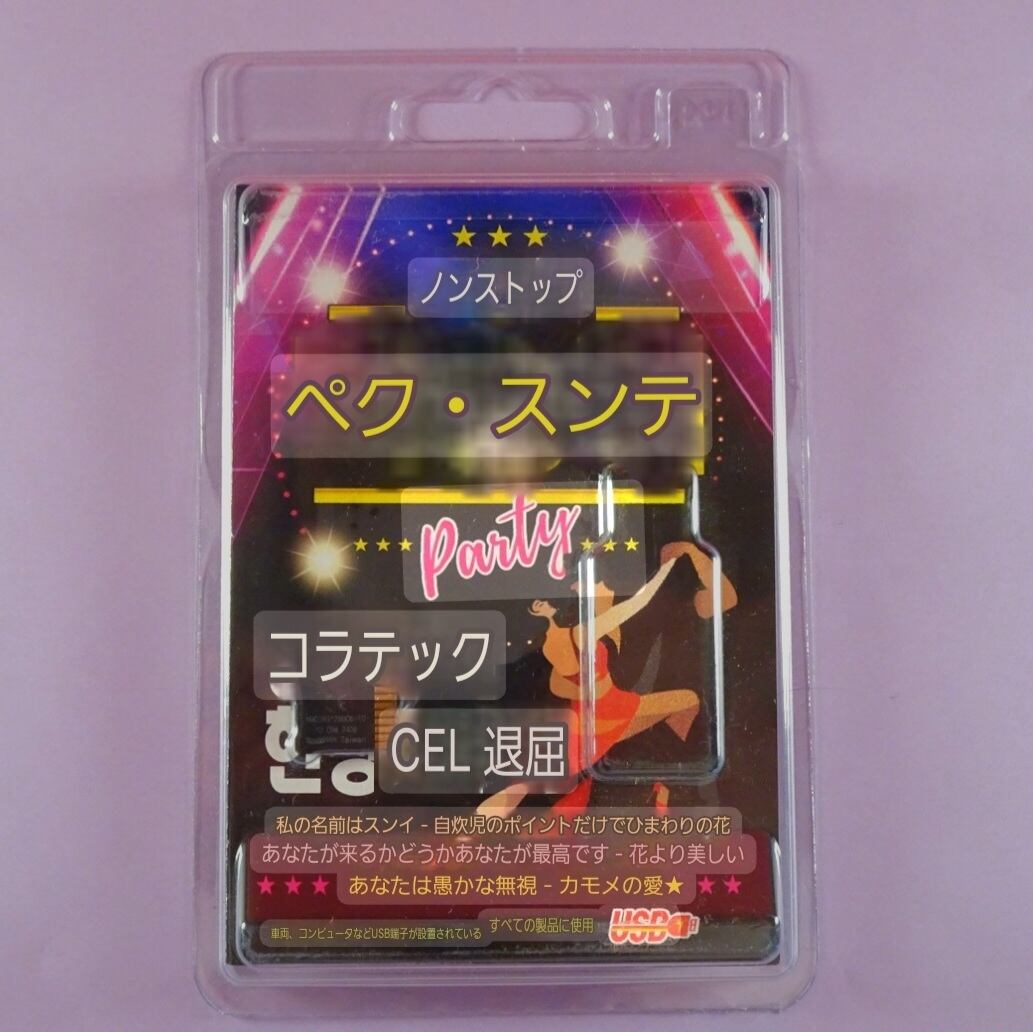 ノンストップ
ペク・スンテ
Party
コラテック
CEL 退屈
私の名前はスンイ - 自炊児のポイントだけでひまわりの花
あなたが来るかどうかあなたが最高です - 花より美しい
あなたは愚かな無視 - カモメの愛★
すべての製品に使用
車両、コンピュータなどUSB端子が設置されている
USB